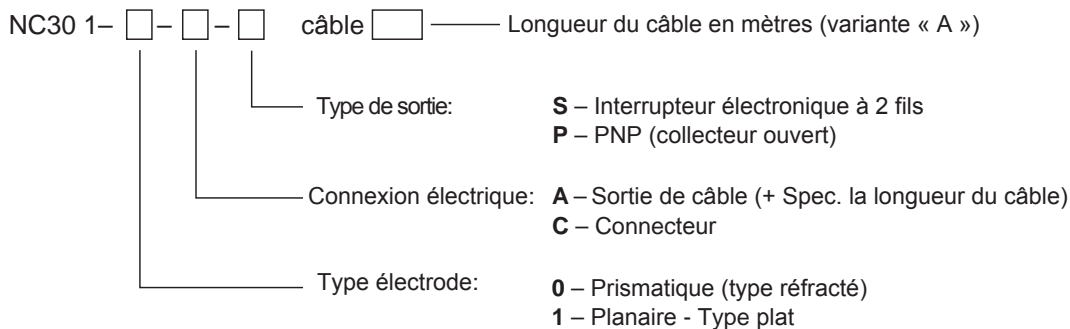 NC30 1– – – câble Longueur du câble en mètres (variante « A »)
Type de sortie: S – Interrupteur électronique à 2 fils
P – PNP (collecteur ouvert)
Connexion électrique: A – Sortie de câble (+ Spec. la longueur du câble)
C – Connecteur
Type électrode: 0 – Prismatique (type réfracté)
1 – Planaire - Type plat